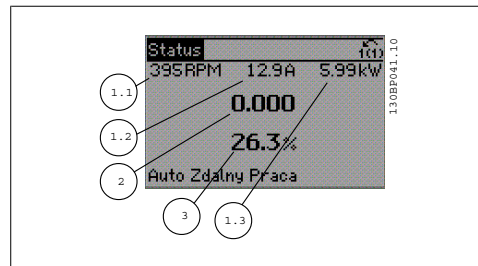 Status
1(1)
395RPM 12.9A 5.99kW
0.000
26.3%
Auto Zdalny Praca
1.1
1.2
2
3
1.3
130BP041.10